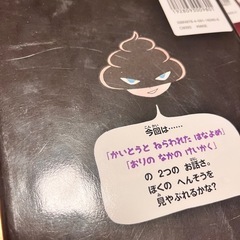 今回は……
「かいとうと ねらわれた はなよめ」
「おりの なかの けいかく」
の 2つの お話さ。
ぼくの へんそうを
見やぶれるかな?